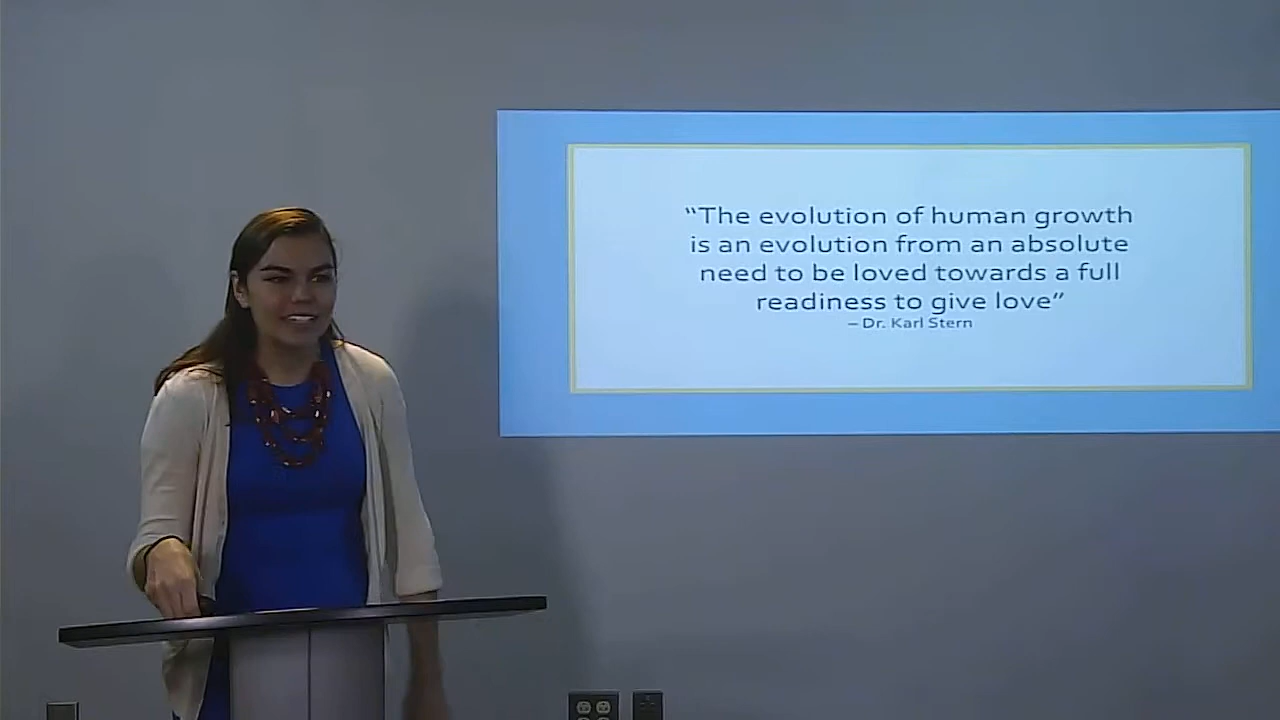 “The evolution of human growth
is an evolution from an absolute
need to be loved towards a full
readiness to give love”
– Dr. Karl Stern